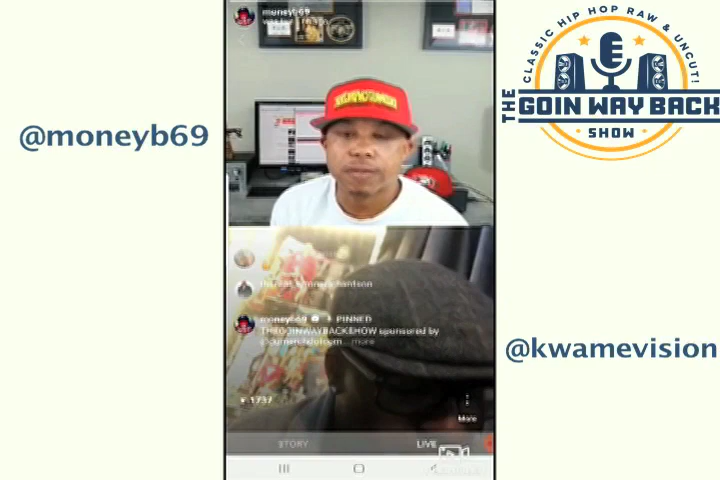 moneyb69
@moneyb69
CLASSIC HIP HOP RAW & UNCUT!
THE
GOIN WAY BACK
SHOW
moneyb69 PINNED
THEGOINWAYBACKSHOW sponsored by
more
1737
More
@kwamevision
STORY
LIVE